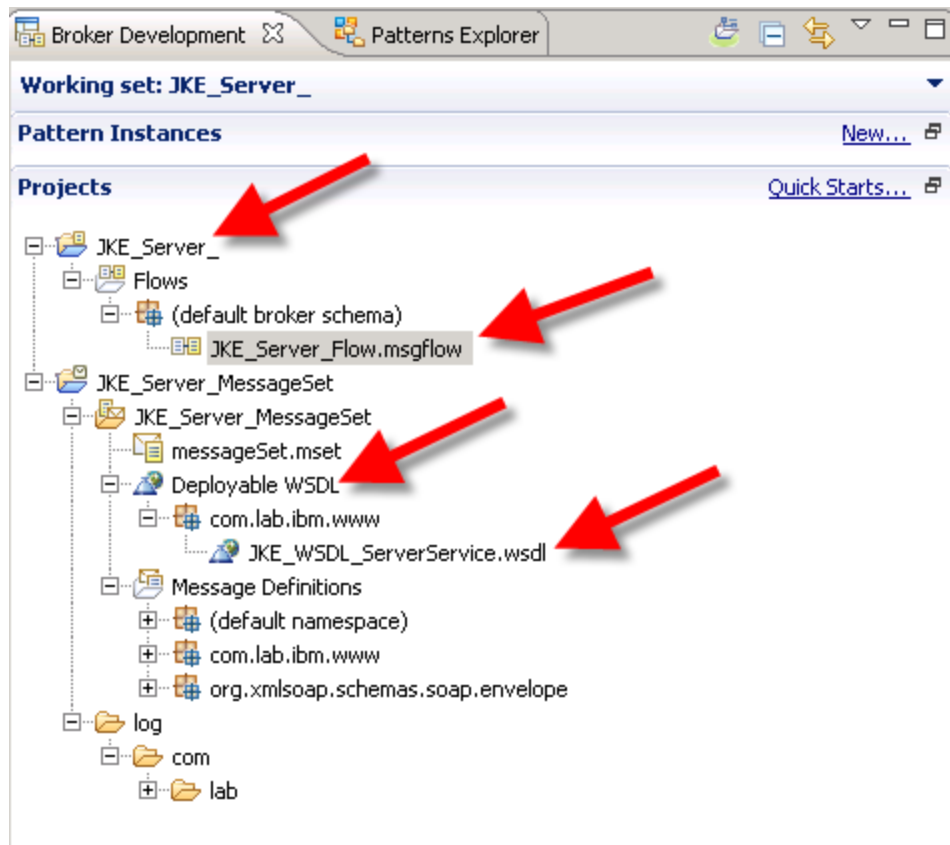 Broker Development Patterns Explorer
Working set: JKE_Server_
Pattern Instances New...
Projects Quick Starts...
JKE_Server_
Flows
(default broker schema)
JKE_Server_Flow.msgflow
JKE_Server_MessageSet
JKE_Server_MessageSet
messageSet.mset
Deployable WSDL
com.lab.ibm.www
JKE_WSDL_ServerService.wsdl
Message Definitions
(default namespace)
com.lab.ibm.www
org.xmlsoap.schemas.soap.envelope
log
com
lab